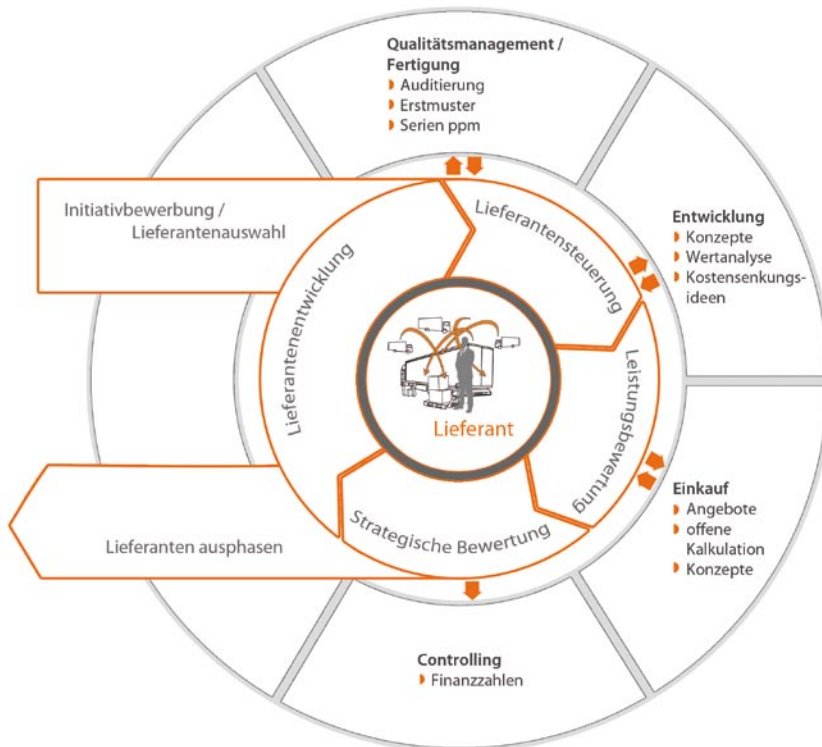 Qualitätsmanagement /
Fertigung
Auditierung
Erstmuster
Serien ppm
Initiativbewerbung /
Lieferantenauswahl
Lieferantensteuerung
Entwicklung
Konzepte
Wertanalyse
Kostensenkungs-
ideen
Lieferantenentwicklung
Lieferant
Leistungsbewertung
Einkauf
Angebote
offene
Kalkulation
Konzepte
Strategische Bewertung
Lieferanten ausphasen
Controlling
Finanzzahlen